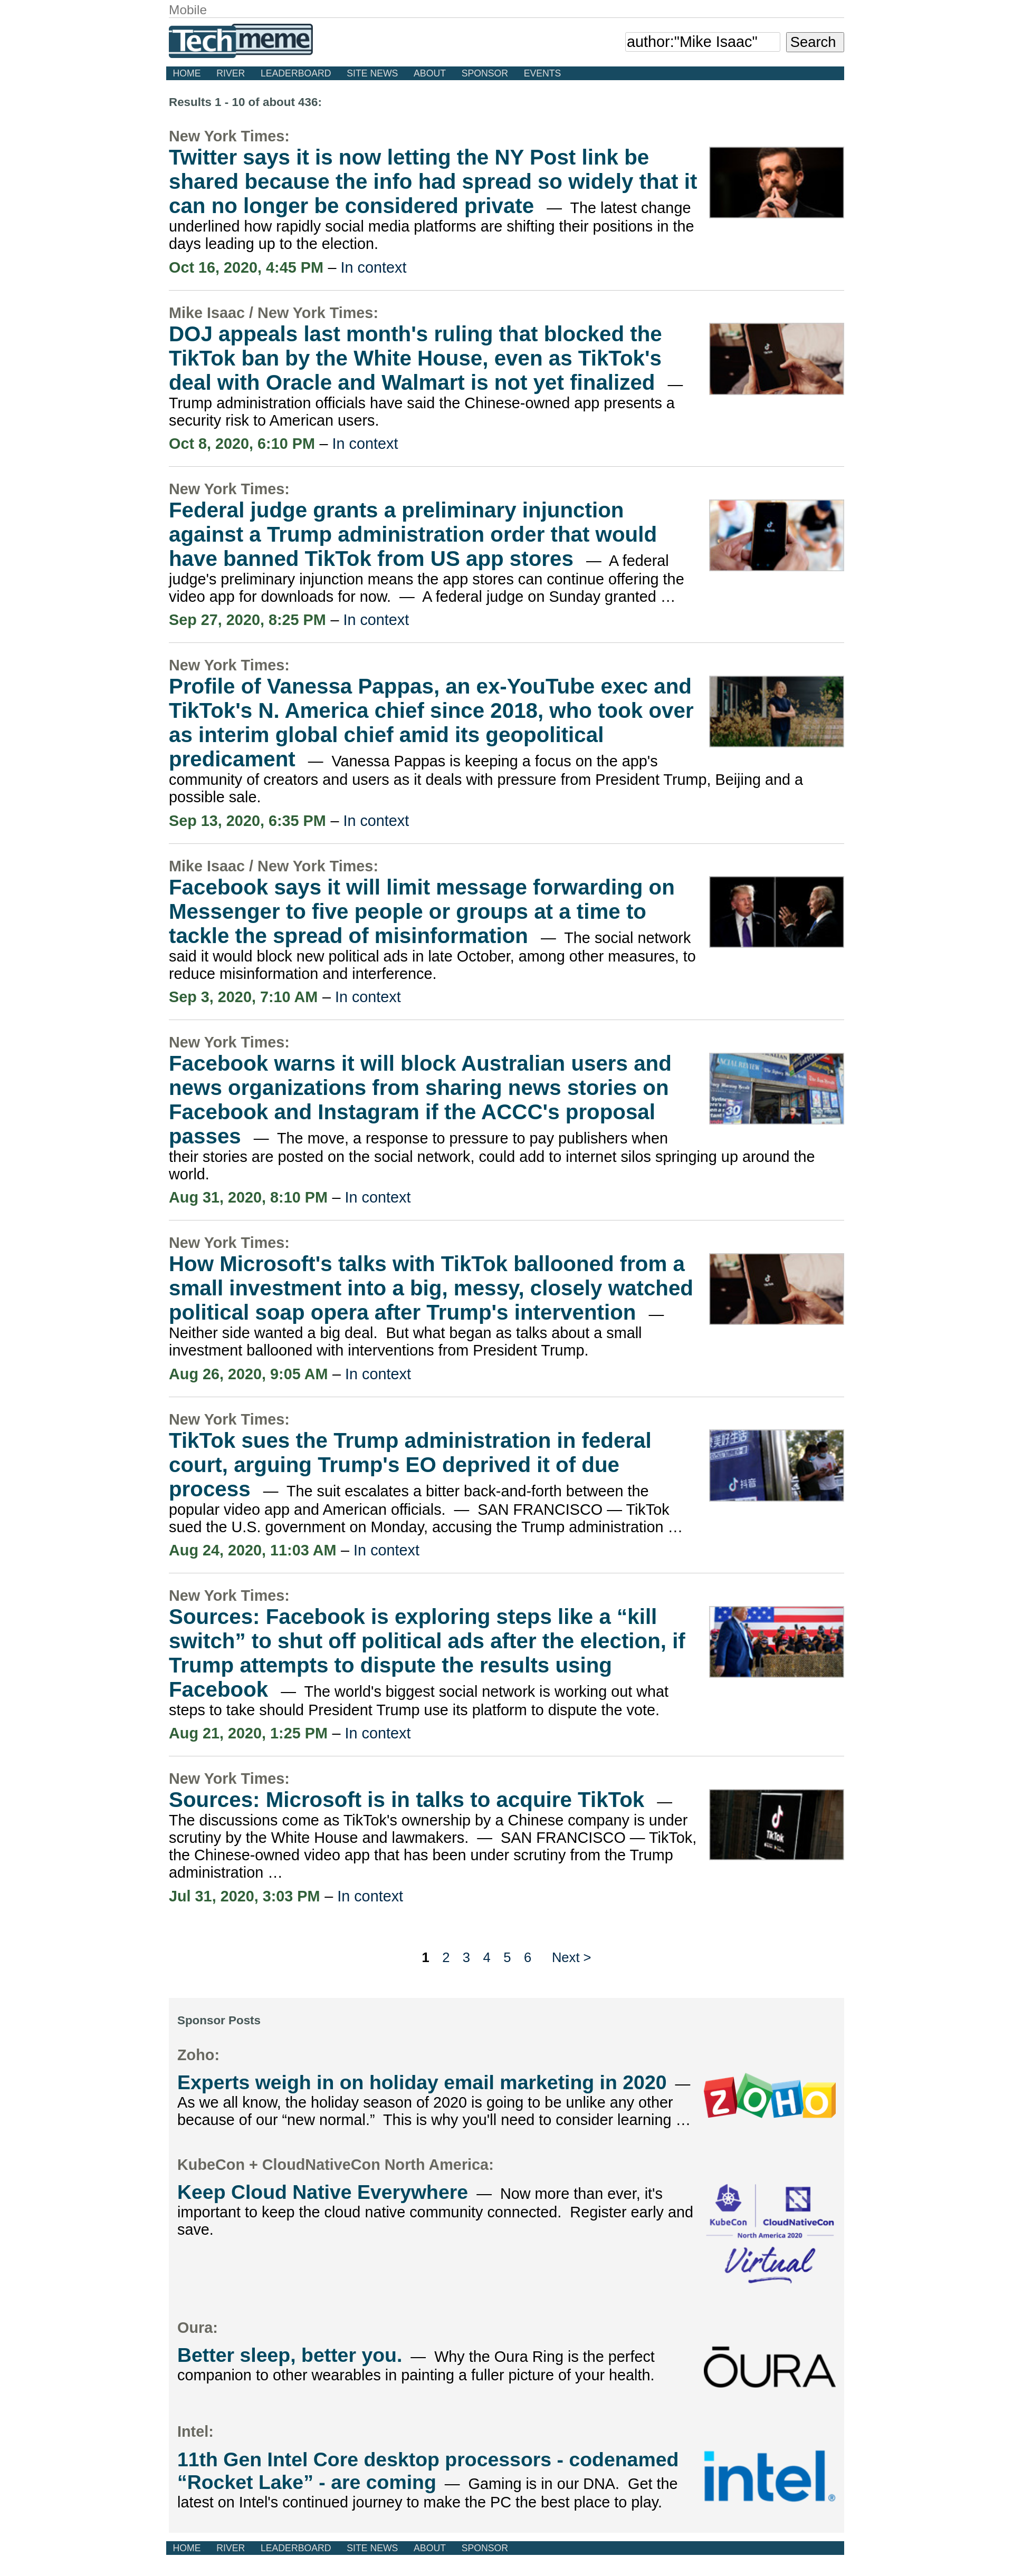 Mobile
Techmeme
author:"Mike Isaac"
Search
HOME RIVER LEADERBOARD SITE NEWS ABOUT SPONSOR EVENTS
Results 1 - 10 of about 436:
New York Times:
Twitter says it is now letting the NY Post link be
shared because the info had spread so widely that it
can no longer be considered private — The latest change
underlined how rapidly social media platforms are shifting their positions in the
days leading up to the election.
Oct 16, 2020, 4:45 PM – In context
Mike Isaac / New York Times:
DOJ appeals last month's ruling that blocked the
TikTok ban by the White House, even as TikTok's
deal with Oracle and Walmart is not yet finalized —
Trump administration officials have said the Chinese-owned app presents a
security risk to American users.
Oct 8, 2020, 6:10 PM – In context
New York Times:
Federal judge grants a preliminary injunction
against a Trump administration order that would
have banned TikTok from US app stores — A federal
judge's preliminary injunction means the app stores can continue offering the
video app for downloads for now. — A federal judge on Sunday granted …
Sep 27, 2020, 8:25 PM – In context
New York Times:
Profile of Vanessa Pappas, an ex-YouTube exec and
TikTok's N. America chief since 2018, who took over
as interim global chief amid its geopolitical
predicament — Vanessa Pappas is keeping a focus on the app's
community of creators and users as it deals with pressure from President Trump, Beijing and a
possible sale.
Sep 13, 2020, 6:35 PM – In context
Mike Isaac / New York Times:
Facebook says it will limit message forwarding on
Messenger to five people or groups at a time to
tackle the spread of misinformation — The social network
said it would block new political ads in late October, among other measures, to
reduce misinformation and interference.
Sep 3, 2020, 7:10 AM – In context
New York Times:
Facebook warns it will block Australian users and
news organizations from sharing news stories on
Facebook and Instagram if the ACCC's proposal
passes — The move, a response to pressure to pay publishers when
their stories are posted on the social network, could add to internet silos springing up around the
world.
Aug 31, 2020, 8:10 PM – In context
New York Times:
How Microsoft's talks with TikTok ballooned from a
small investment into a big, messy, closely watched
political soap opera after Trump's intervention —
Neither side wanted a big deal. But what began as talks about a small
investment ballooned with interventions from President Trump.
Aug 26, 2020, 9:05 AM – In context
New York Times:
TikTok sues the Trump administration in federal
court, arguing Trump's EO deprived it of due
process — The suit escalates a bitter back-and-forth between the
popular video app and American officials. — SAN FRANCISCO — TikTok
sued the U.S. government on Monday, accusing the Trump administration …
Aug 24, 2020, 11:03 AM – In context
New York Times:
Sources: Facebook is exploring steps like a “kill
switch” to shut off political ads after the election, if
Trump attempts to dispute the results using
Facebook — The world's biggest social network is working out what
steps to take should President Trump use its platform to dispute the vote.
Aug 21, 2020, 1:25 PM – In context
New York Times:
Sources: Microsoft is in talks to acquire TikTok —
TikTok
The discussions come as TikTok's ownership by a Chinese company is under
scrutiny by the White House and lawmakers. — SAN FRANCISCO — TikTok,
the Chinese-owned video app that has been under scrutiny from the Trump
administration …
Jul 31, 2020, 3:03 PM – In context
1 2 3 4 5 6 Next >
Sponsor Posts
Zoho:
Experts weigh in on holiday email marketing in 2020 —
As we all know, the holiday season of 2020 is going to be unlike any other
because of our “new normal.” This is why you'll need to consider learning …
ZOHO
KubeCon + CloudNativeCon North America:
Keep Cloud Native Everywhere — Now more than ever, it's
important to keep the cloud native community connected. Register early and
save.
KubeCon CloudNativeCon
North America 2020
Virtual
Oura:
Better sleep, better you. — Why the Oura Ring is the perfect
companion to other wearables in painting a fuller picture of your health.
ŌURA
Intel:
11th Gen Intel Core desktop processors - codenamed
“Rocket Lake” - are coming — Gaming is in our DNA. Get the
latest on Intel's continued journey to make the PC the best place to play.
intel®
HOME RIVER LEADERBOARD SITE NEWS ABOUT SPONSOR